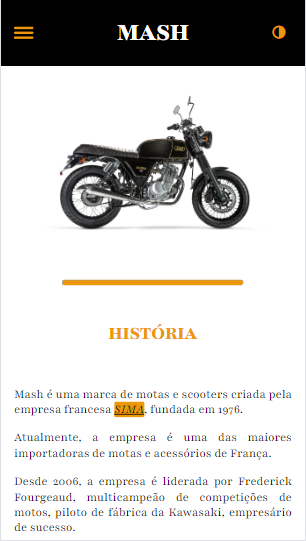 MASH
HISTÓRIA
Mash é uma marca de motas e scooters criada pela
empresa francesa SIMA, fundada em 1976.
Atualmente, a empresa é uma das maiores
importadoras de motas e acessórios de França.
Desde 2006, a empresa é liderada por Frederick
Fourgeaud, multicampeão de competições de
motos, piloto de fábrica da Kawasaki, empresário
de sucesso.